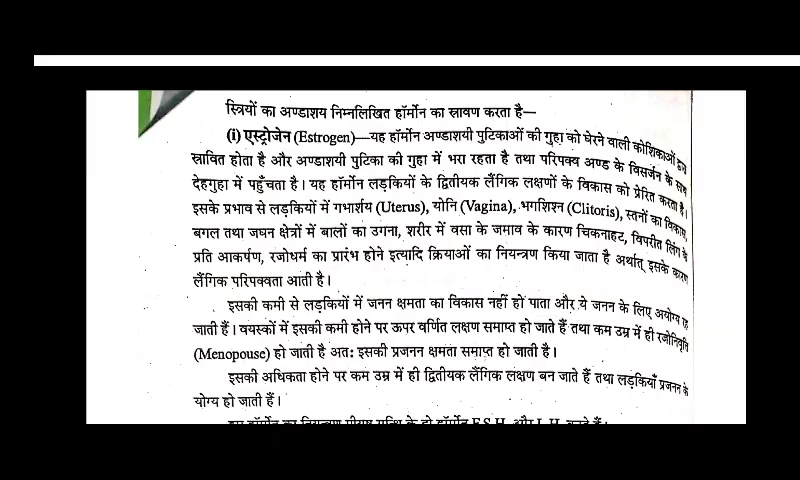 स्त्रियों का अण्डाशय निम्नलिखित हॉर्मोन का स्रावण करता है—
(i) एस्ट्रोजेन (Estrogen)—यह हॉर्मोन अण्डाशयी पुटिकाओं की गुहा को घेरने वाली कोशिकाओं द्वारा
स्रावित होता है और अण्डाशयी पुटिका की गुहा में भरा रहता है तथा परिपक्व अण्ड के विसर्जन के साथ
देहगुहा में पहुँचता है। यह हॉर्मोन लड़कियों के द्वितीयक लैंगिक लक्षणों के विकास को प्रेरित करता है।
इसके प्रभाव से लड़कियों में गभार्शय (Uterus), योनि (Vagina), भगशिश्न (Clitoris), स्तनों का विकास,
बगल तथा जघन क्षेत्रों में बालों का उगना, शरीर में वसा के जमाव के कारण चिकनाहट, विपरीत लिंग के
प्रति आकर्पण, रजोधर्म का प्रारंभ होने इत्यादि क्रियाओं का नियन्त्रण किया जाता है अर्थात् इसके कारण
लैंगिक परिपक्वता आती है।
इसकी कमी से लड़कियों में जनन क्षमता का विकास नहीं हो पाता और ये जनन के लिए अयोग्य रह
जाती हैं। वयस्कों में इसकी कमी होने पर ऊपर वर्णित लक्षण समाप्त हो जाते हैं तथा कम उम्र में ही रजोनिवृति
(Menopouse) हो जाती है अत: इसकी प्रजनन क्षमता समाप्त हो जाती है।
इसकी अधिकता होने पर कम उम्र में ही द्वितीयक लैंगिक लक्षण बन जाते हैं तथा लड़कियाँ प्रजनन के
योग्य हो जाती हैं।